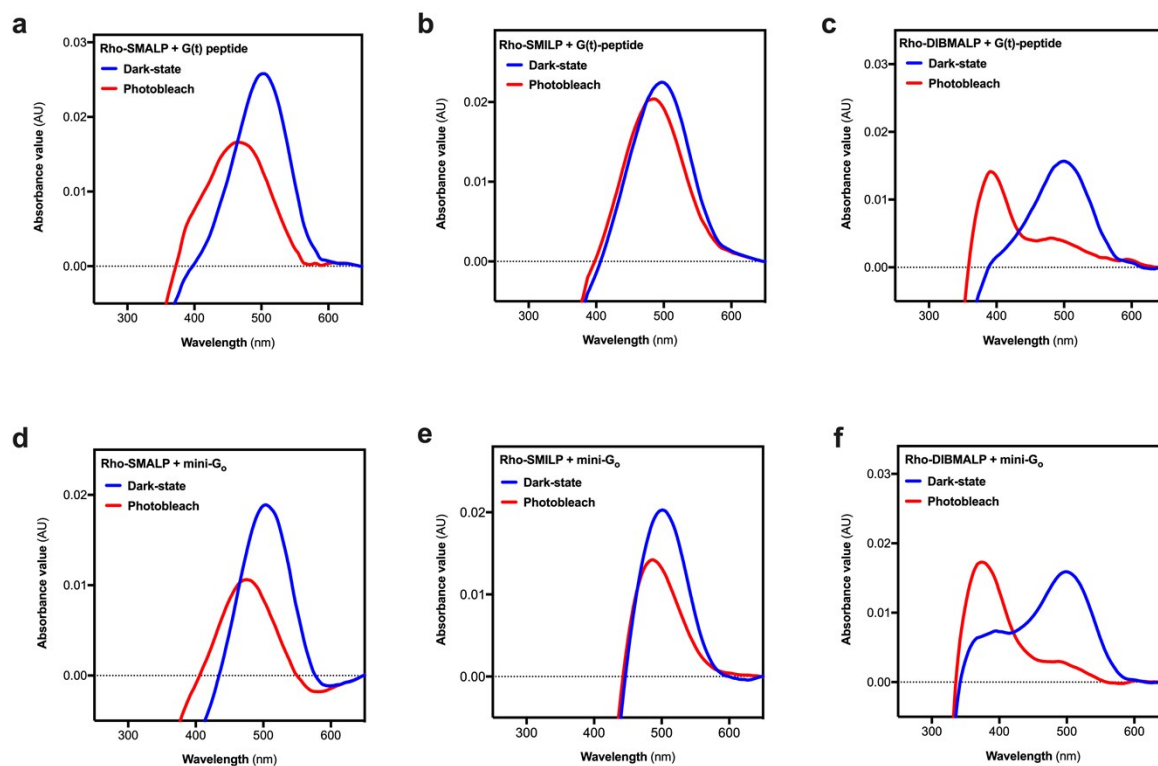 a
Rho-SMALP + G(t) peptide
Dark-state
Photobleach
0.03
0.02
0.01
0.00
300 400 500 600
Absorbance value (AU)
Wavelength (nm)
b
Rho-SMILP + G(t)-peptide
Dark-state
Photobleach
0.02
0.01
0.00
300 400 500 600
Absorbance value (AU)
Wavelength (nm)
c
Rho-DIBMALP + G(t)-peptide
Dark-state
Photobleach
0.03
0.02
0.01
0.00
300 400 500 600
Absorbance value (AU)
Wavelength (nm)
d
Rho-SMALP + mini-Go
Dark-state
Photobleach
0.02
0.01
0.00
300 400 500 600
Absorbance value (AU)
Wavelength (nm)
e
Rho-SMILP + mini-Go
Dark-state
Photobleach
0.02
0.01
0.00
300 400 500 600
Absorbance value (AU)
Wavelength (nm)
f
Rho-DIBMALP + mini-Go
Dark-state
Photobleach
0.03
0.02
0.01
0.00
300 400 500 600
Absorbance value (AU)
Wavelength (nm)